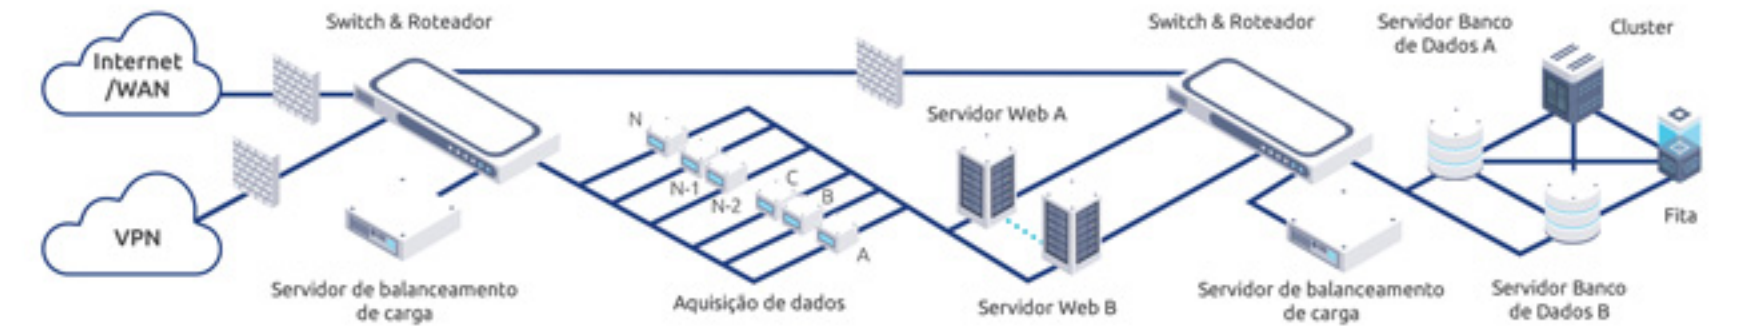 Switch & Roteador
Switch & Roteador
Servidor Banco
de Dados A
Cluster
Internet
/WAN
Servidor Web A
N
N-1
N-2
C
B
A
VPN
Fita
Servidor de balanceamento
de carga
Aquisição de dados
Servidor Web B
Servidor de balanceamento
de carga
Servidor Banco
de Dados B